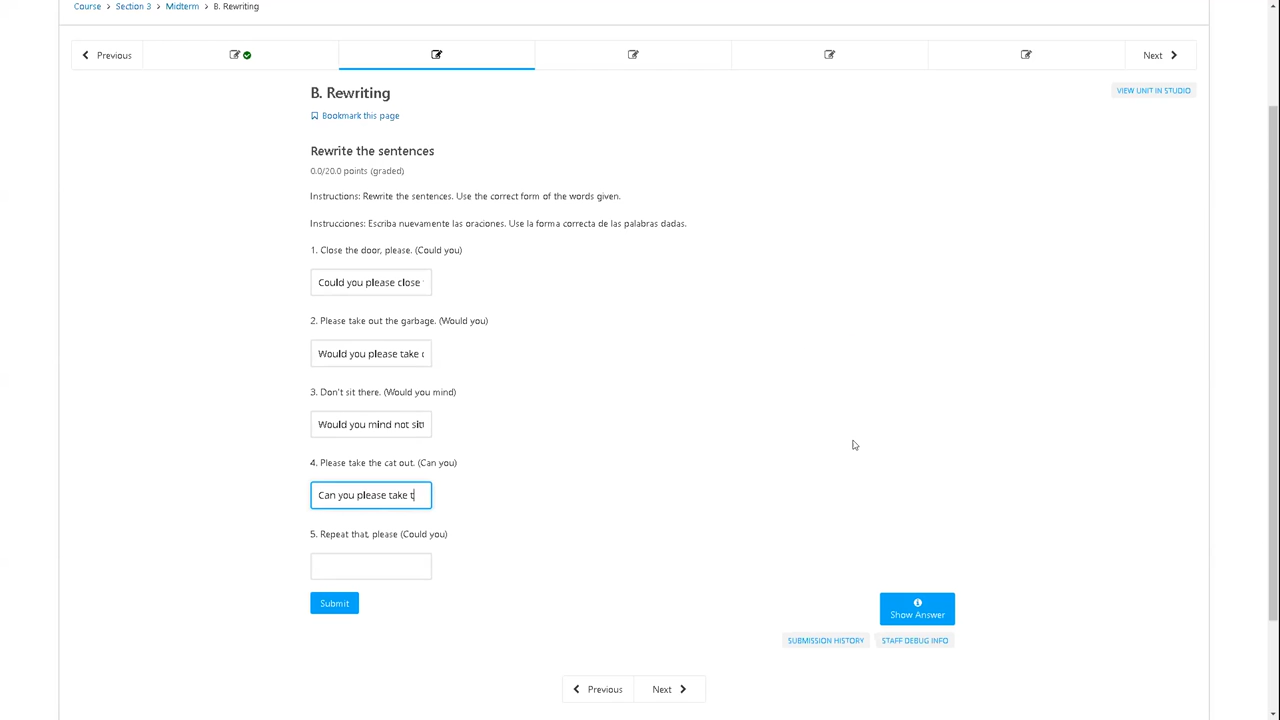 Course > Section 3 > Midterm > B. Rewriting
Previous
Next
B. Rewriting
VIEW UNIT IN STUDIO
Bookmark this page
Rewrite the sentences
0.0/20.0 points (graded)
Instructions: Rewrite the sentences. Use the correct form of the words given.
Instrucciones: Escriba nuevamente las oraciones. Use la forma correcta de las palabras dadas.
1. Close the door, please. (Could you)
Could you please close
2. Please take out the garbage. (Would you)
Would you please take
3. Don't sit there. (Would you mind)
Would you mind not
4. Please take the cat out. (Can you)
Can you please take t
5. Repeat that, please (Could you)
Submit
Show Answer
SUBMISSION HISTORY
STAFF DEBUG INFO
Previous
Next